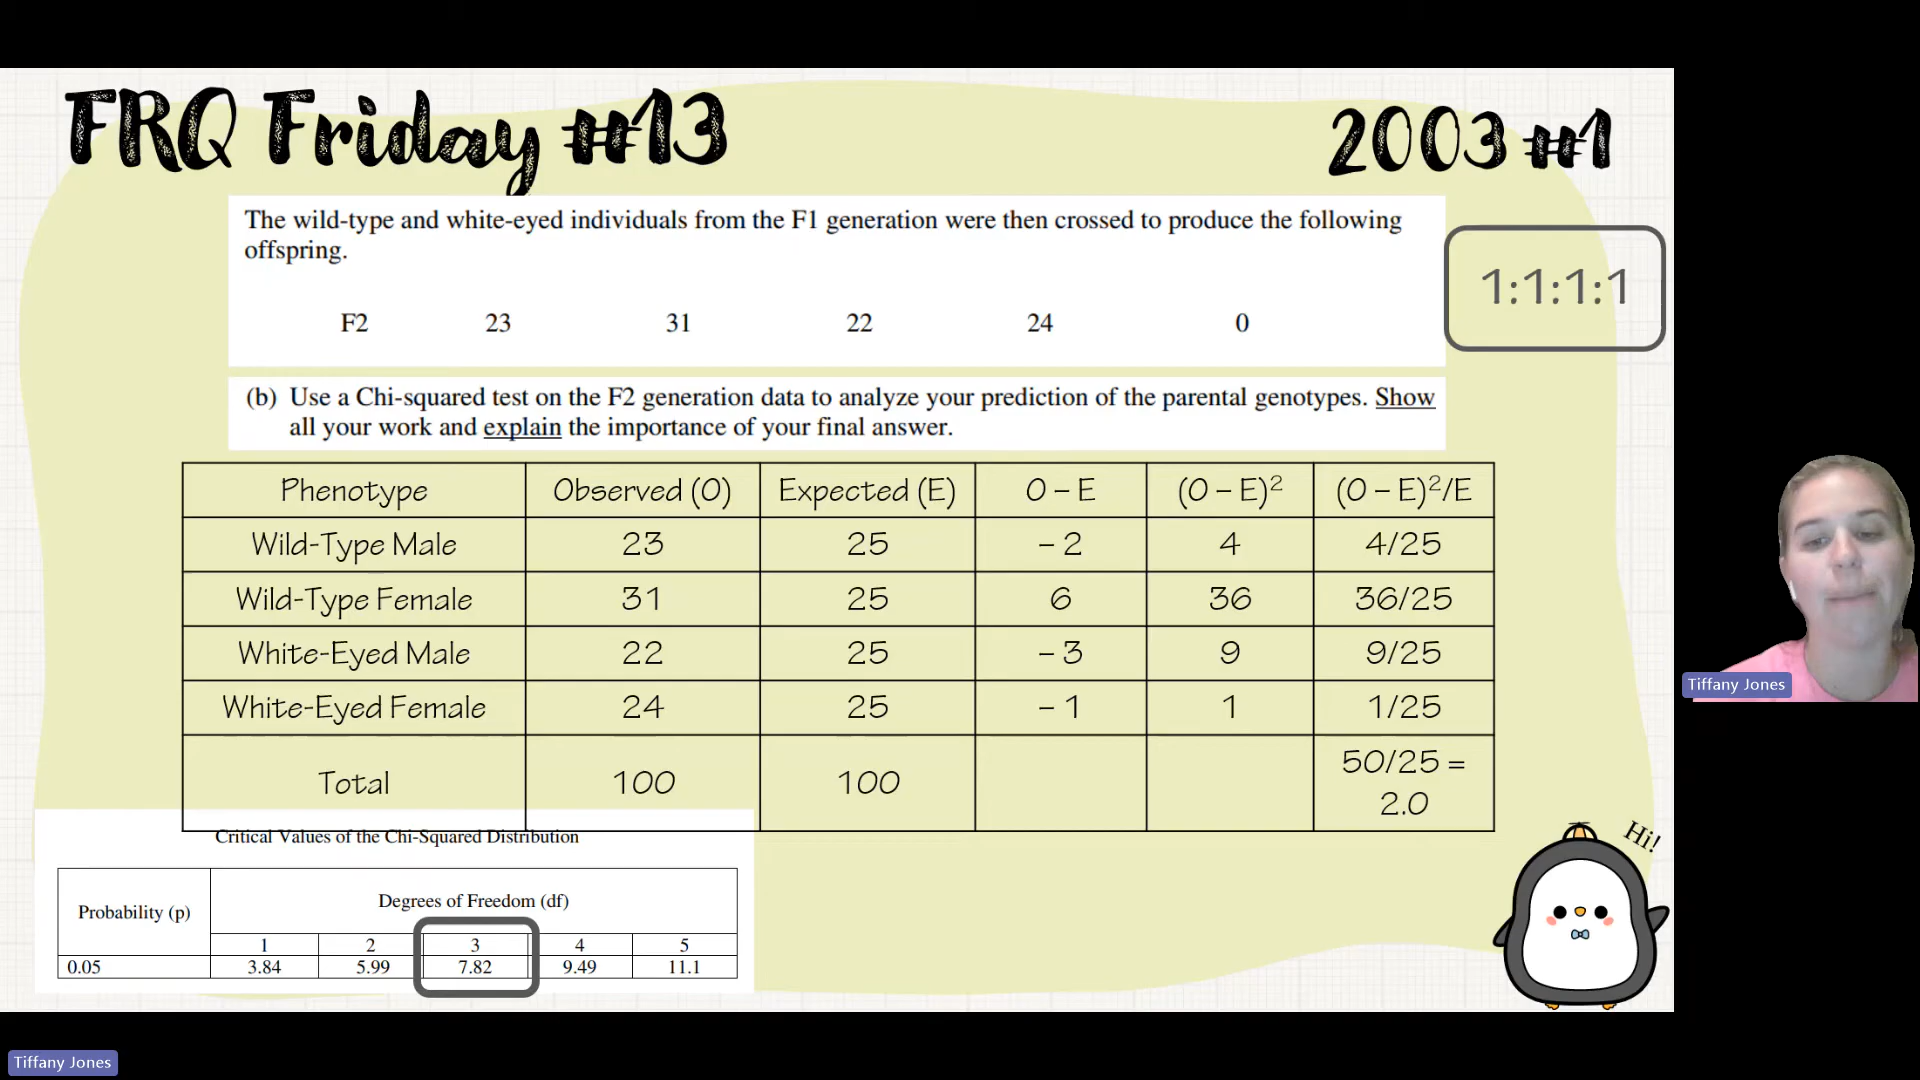 FRQ Friday #13
2003 #1
The wild-type and white-eyed individuals from the F1 generation were then crossed to produce the following
offspring.
F2 23 31 22 24 0
1:1:1:1
(b) Use a Chi-squared test on the F2 generation data to analyze your prediction of the parental genotypes. Show
all your work and explain the importance of your final answer.
Phenotype Observed (O) Expected (E) O – E (O – E)² (O – E)²/E
Wild-Type Male 23 25 – 2 4 4/25
Wild-Type Female 31 25 6 36 36/25
White-Eyed Male 22 25 – 3 9 9/25
White-Eyed Female 24 25 – 1 1 1/25
Total 100 100 50/25 =
2.0
Critical Values of the Chi-Squared Distribution
Probability (p) Degrees of Freedom (df)
1 2 3 4 5
0.05 3.84 5.99 7.82 9.49 11.1
Hi!
Tiffany Jones
Tiffany Jones